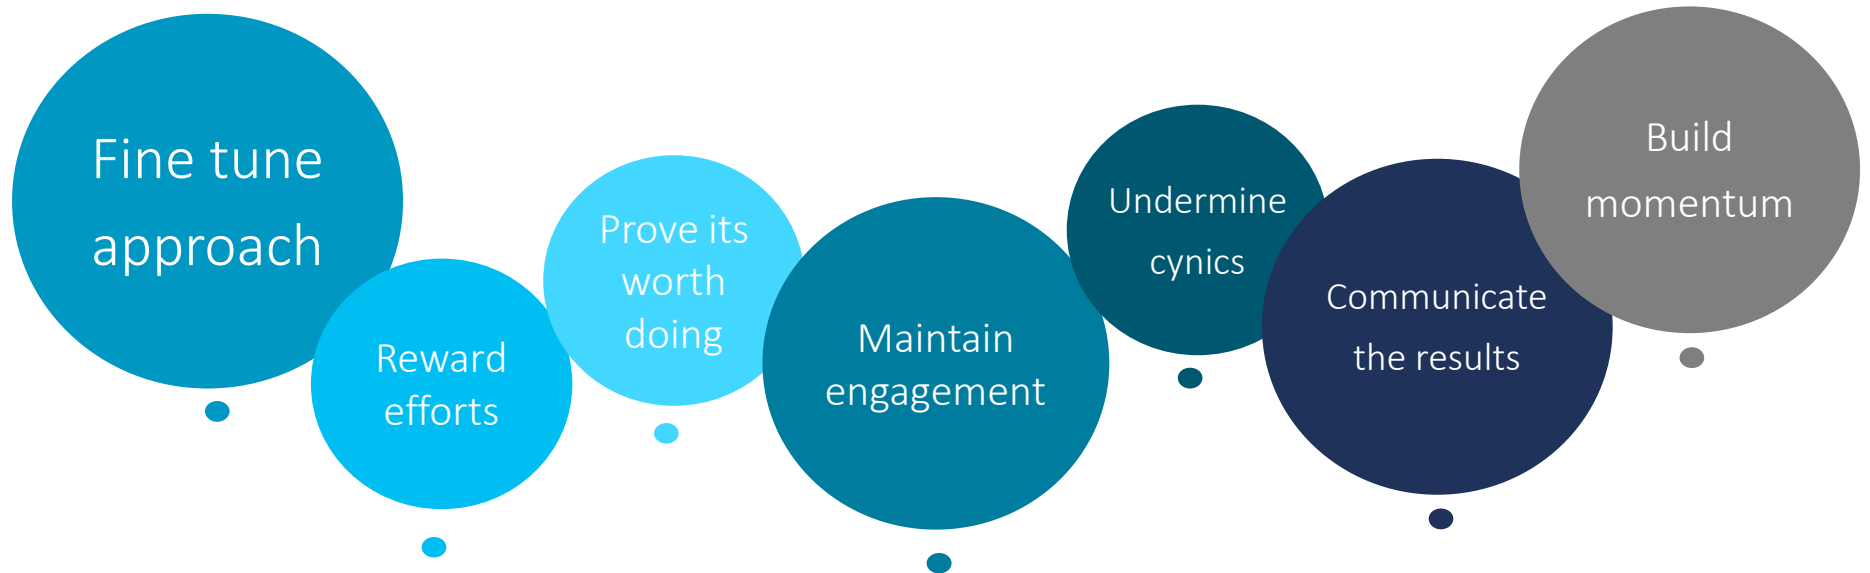 Fine tune
approach
Reward
efforts
Prove its
worth
doing
Maintain
engagement
Undermine
cynics
Communicate
the results
Build
momentum